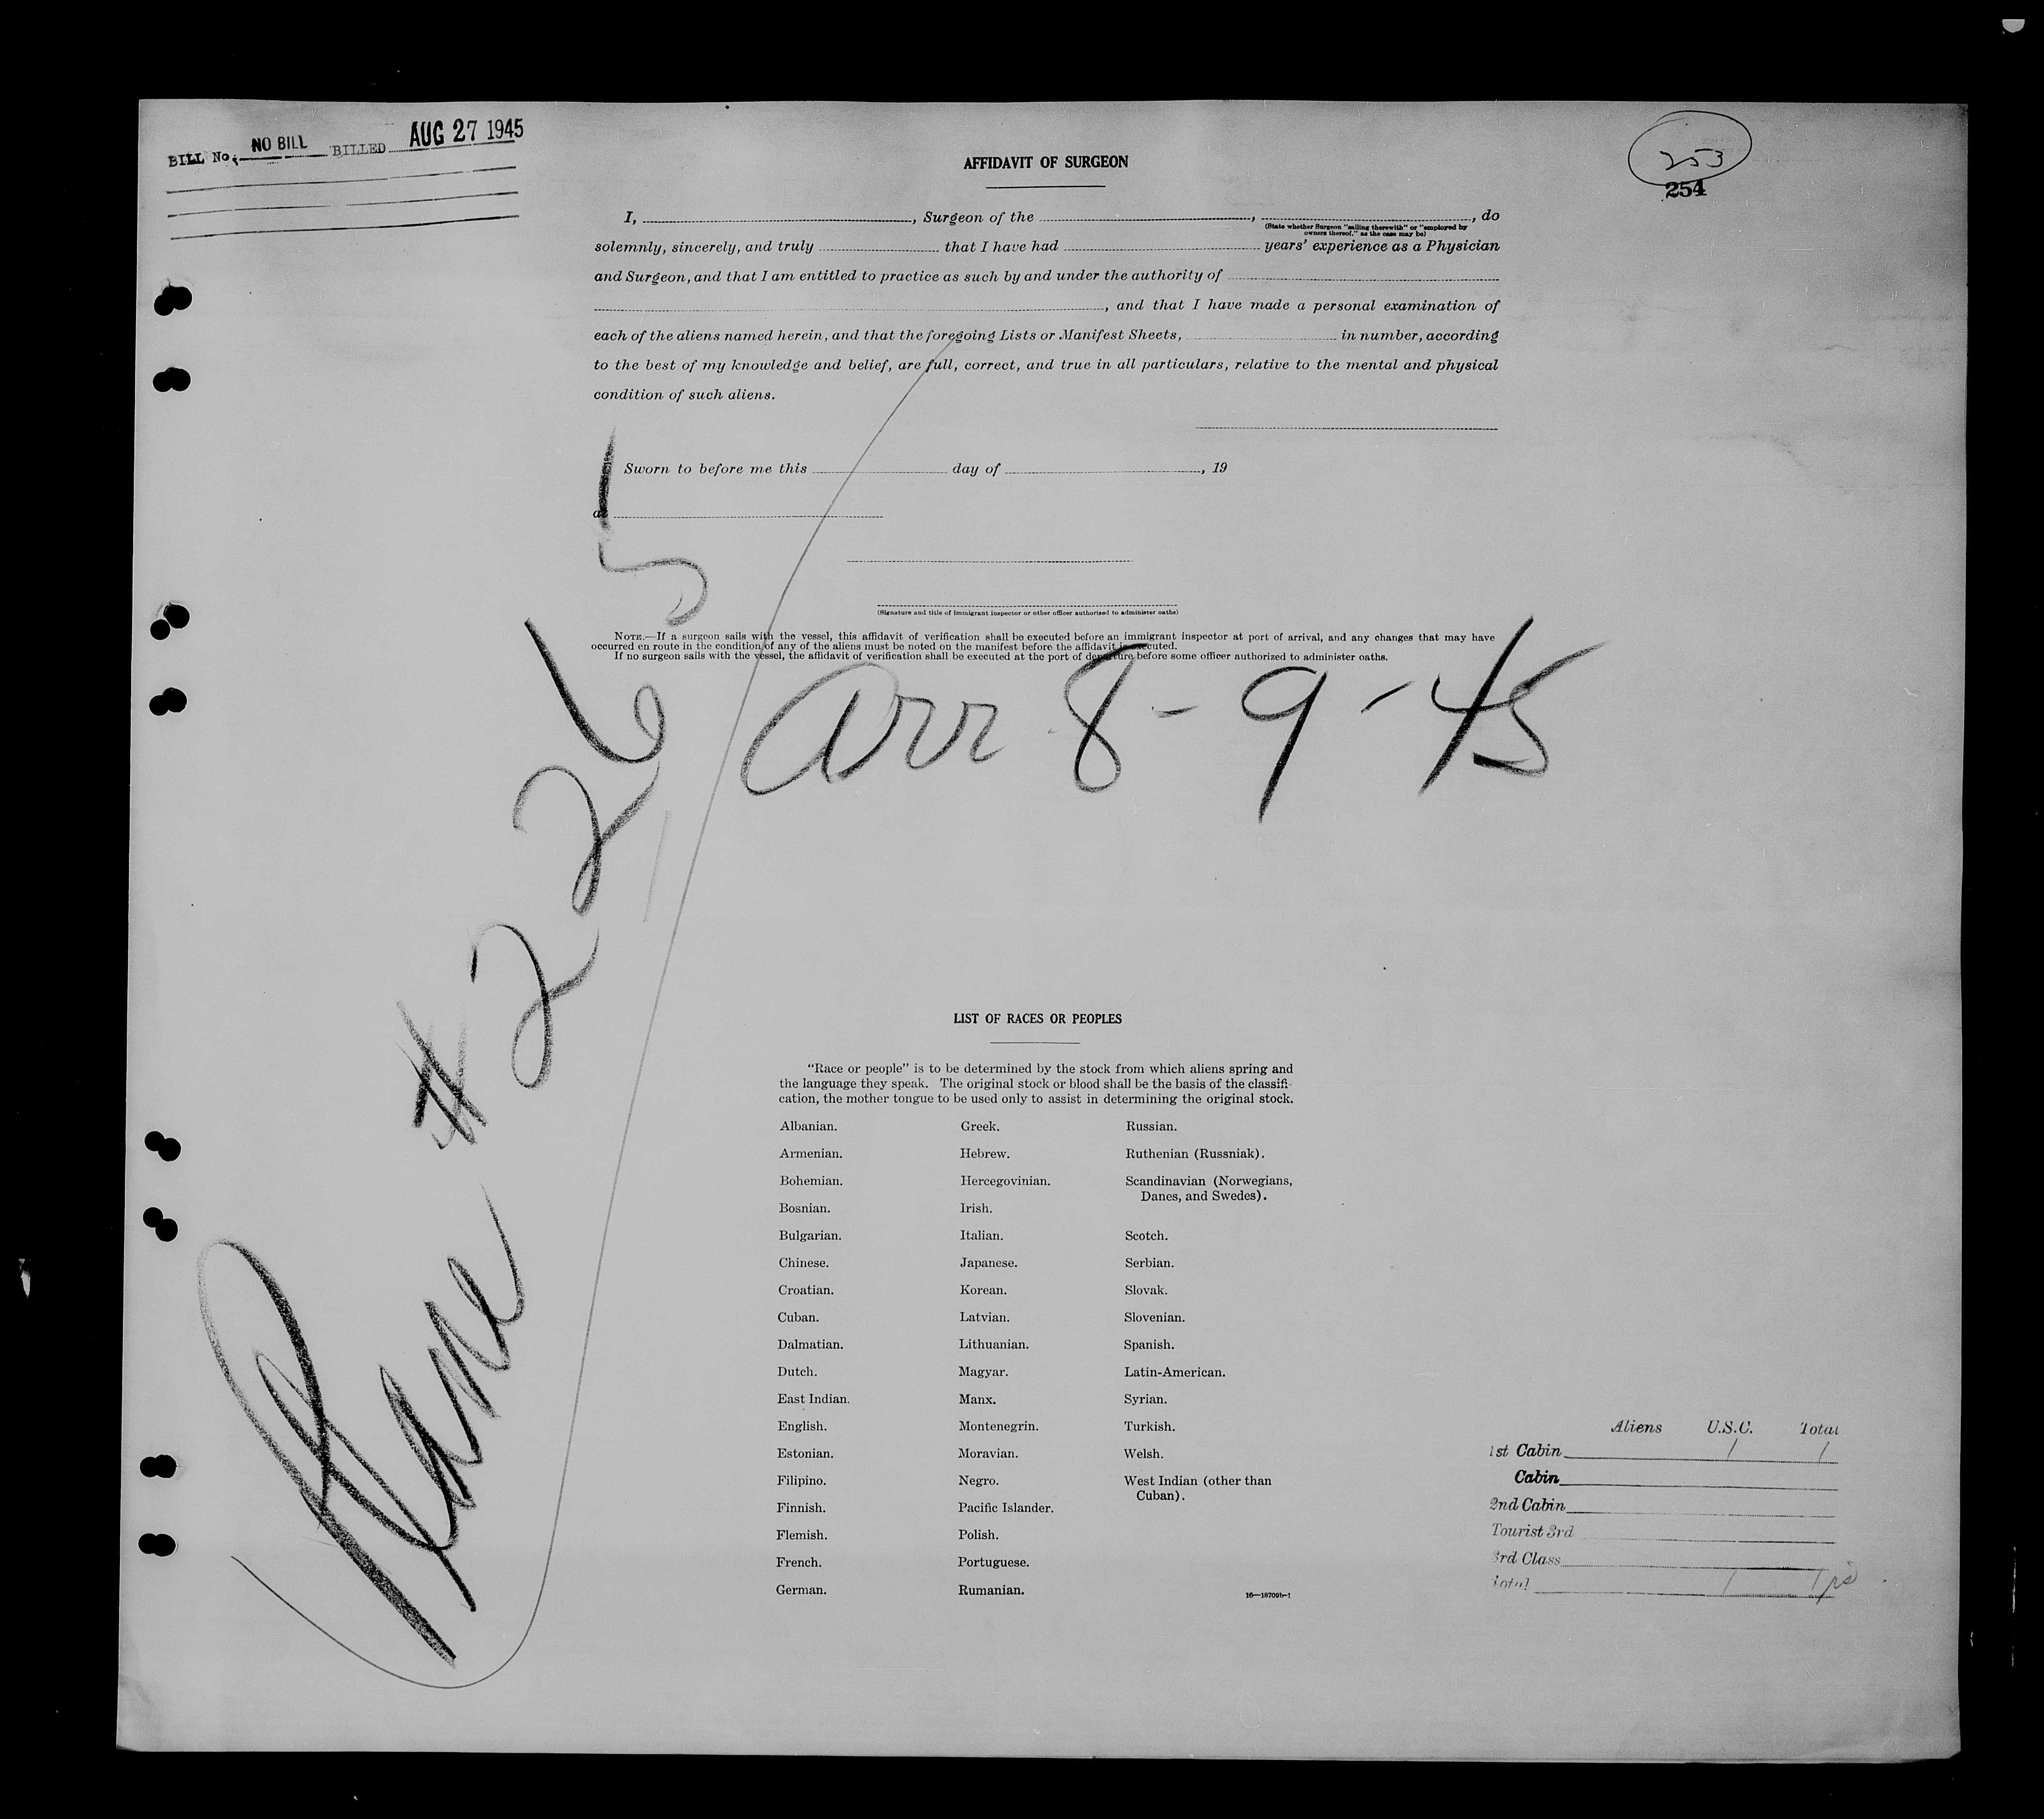 BILL No. NO BILL BILLED AUG 27 1945
253
254
AFFIDAVIT OF SURGEON
I, , Surgeon of the , , do
(State whether Surgeon "sailing therewith" or "employed by
owners thereof," as the case may be)
solemnly, sincerely, and truly that I have had years' experience as a Physician
and Surgeon, and that I am entitled to practice as such by and under the authority of
, and that I have made a personal examination of
each of the aliens named herein, and that the foregoing Lists or Manifest Sheets, in number, according
to the best of my knowledge and belief, are full, correct, and true in all particulars, relative to the mental and physical
condition of such aliens.
Sworn to before me this day of , 19
at
(Signature and title of immigrant inspector or other officer authorized to administer oaths)
NOTE.—If a surgeon sails with the vessel, this affidavit of verification shall be executed before an immigrant inspector at port of arrival, and any changes that may have
occurred en route in the condition of any of the aliens must be noted on the manifest before the affidavit is executed.
If no surgeon sails with the vessel, the affidavit of verification shall be executed at the port of departure before some officer authorized to administer oaths.
Arr 8-9-45
Plane #2265
LIST OF RACES OR PEOPLES
"Race or people" is to be determined by the stock from which aliens spring and
the language they speak. The original stock or blood shall be the basis of the classifi-
cation, the mother tongue to be used only to assist in determining the original stock.
Albanian.
Armenian.
Bohemian.
Bosnian.
Bulgarian.
Chinese.
Croatian.
Cuban.
Dalmatian.
Dutch.
East Indian.
English.
Estonian.
Filipino.
Finnish.
Flemish.
French.
German.
Greek.
Hebrew.
Hercegovinian.
Irish.
Italian.
Japanese.
Korean.
Latvian.
Lithuanian.
Magyar.
Manx.
Montenegrin.
Moravian.
Negro.
Pacific Islander.
Polish.
Portuguese.
Rumanian.
Russian.
Ruthenian (Russniak).
Scandinavian (Norwegians,
Danes, and Swedes).
Scotch.
Serbian.
Slovak.
Slovenian.
Spanish.
Latin-American.
Syrian.
Turkish.
Welsh.
West Indian (other than
Cuban).
16—18709b-1
Aliens U.S.C. Total
1st Cabin 1 1
Cabin
2nd Cabin
Tourist 3rd
3rd Class
Total 1 1